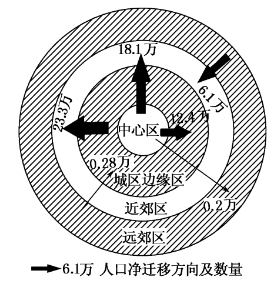 18.1万
23.3万
6.1万
12.4万
中心区
0.28万
城区边缘区
0.2万
近郊区
远郊区
6.1万 人口净迁移方向及数量